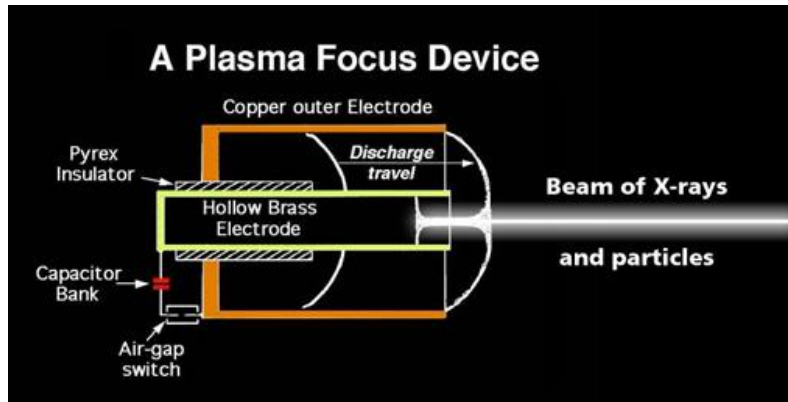 A Plasma Focus Device
Copper outer Electrode
Pyrex
Insulator
Discharge
travel
Hollow Brass
Electrode
Beam of X-rays
and particles
Capacitor
Bank
Air-gap
switch